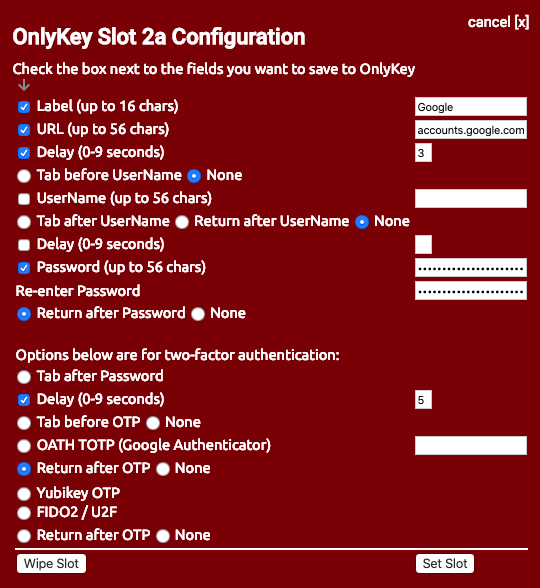 cancel [x]
OnlyKey Slot 2a Configuration
Check the box next to the fields you want to save to OnlyKey
Label (up to 16 chars) Google
URL (up to 56 chars) accounts.google.com
Delay (0-9 seconds) 3
Tab before UserName None
UserName (up to 56 chars)
Tab after UserName Return after UserName None
Delay (0-9 seconds)
Password (up to 56 chars) ••••••••••••••••••••••
Re-enter Password ••••••••••••••••••••••
Return after Password None
Options below are for two-factor authentication:
Tab after Password
Delay (0-9 seconds) 5
Tab before OTP None
OATH TOTP (Google Authenticator)
Return after OTP None
Yubikey OTP
FIDO2 / U2F
Return after OTP None
Wipe Slot Set Slot